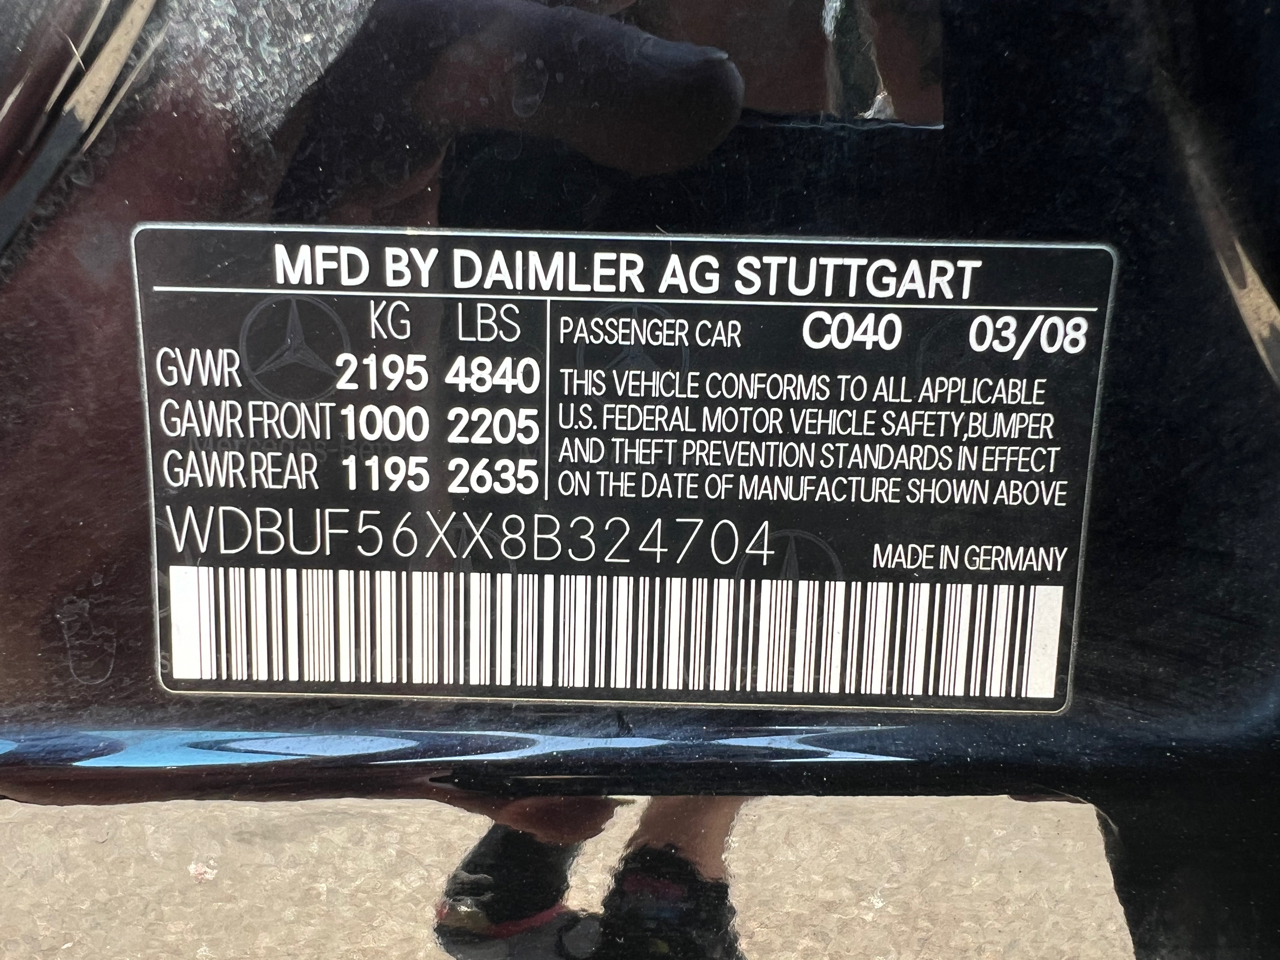 MFD BY DAIMLER AG STUTTGART
KG LBS
GVWR 2195 4840
GAWR FRONT 1000 2205
GAWR REAR 1195 2635
PASSENGER CAR C040 03/08
THIS VEHICLE CONFORMS TO ALL APPLICABLE
U.S. FEDERAL MOTOR VEHICLE SAFETY,BUMPER
AND THEFT PREVENTION STANDARDS IN EFFECT
ON THE DATE OF MANUFACTURE SHOWN ABOVE
WDBUF56XX8B324704
MADE IN GERMANY